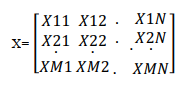 X11 X12 . X1N
X= X21 X22 . X2N
. . . .
XM1 XM2 . XMN